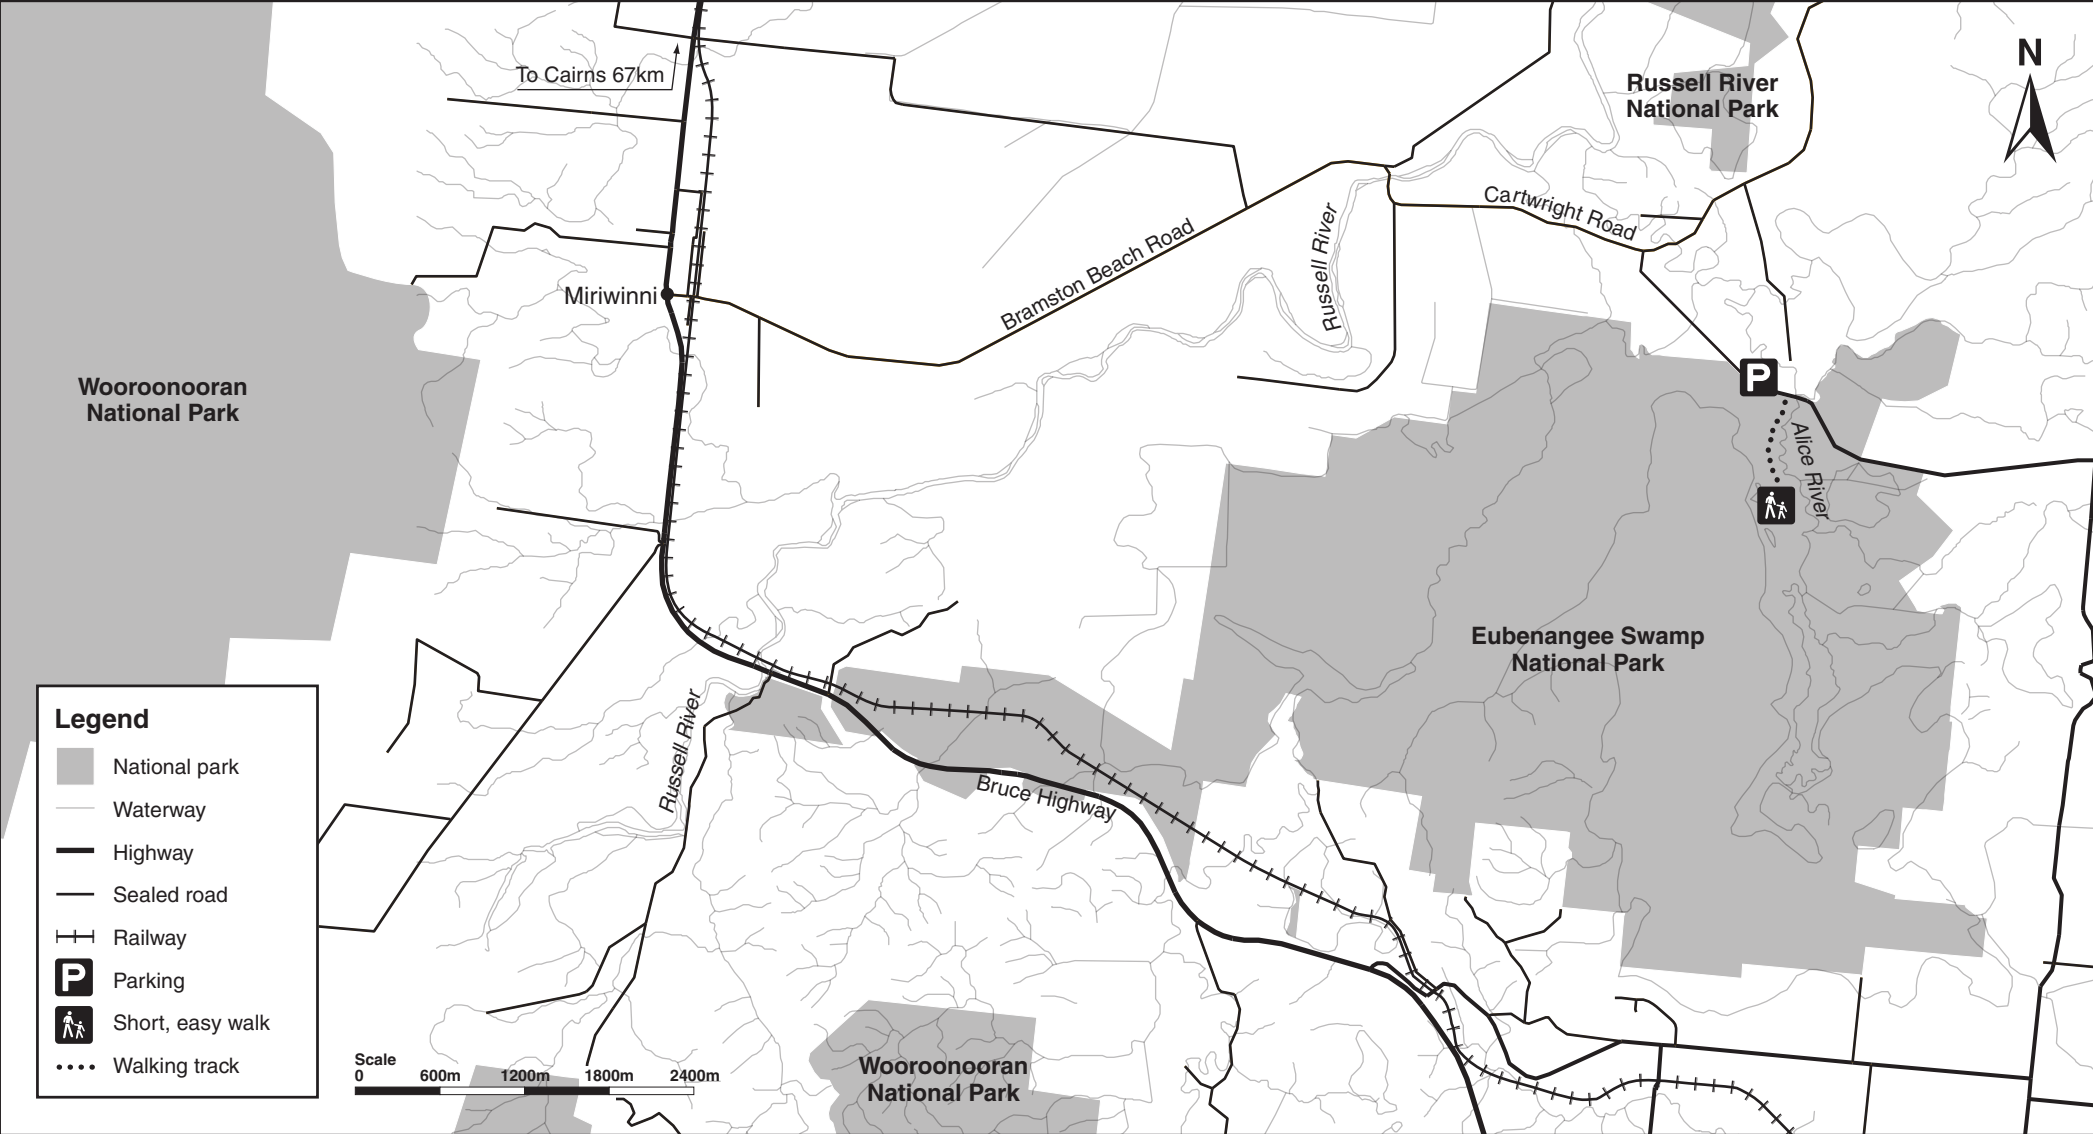 To Cairns 67km
Russell River
National Park
N
Cartwright Road
Russell River
Bramston Beach Road
Miriwinni
Wooroonooran
National Park
P
Alice River
Eubenangee Swamp
National Park
Russell River
Bruce Highway
Legend
National park
Waterway
Highway
Sealed road
Railway
P
Parking
Short, easy walk
Walking track
Scale
0 600m 1200m 1800m 2400m
Wooroonooran
National Park